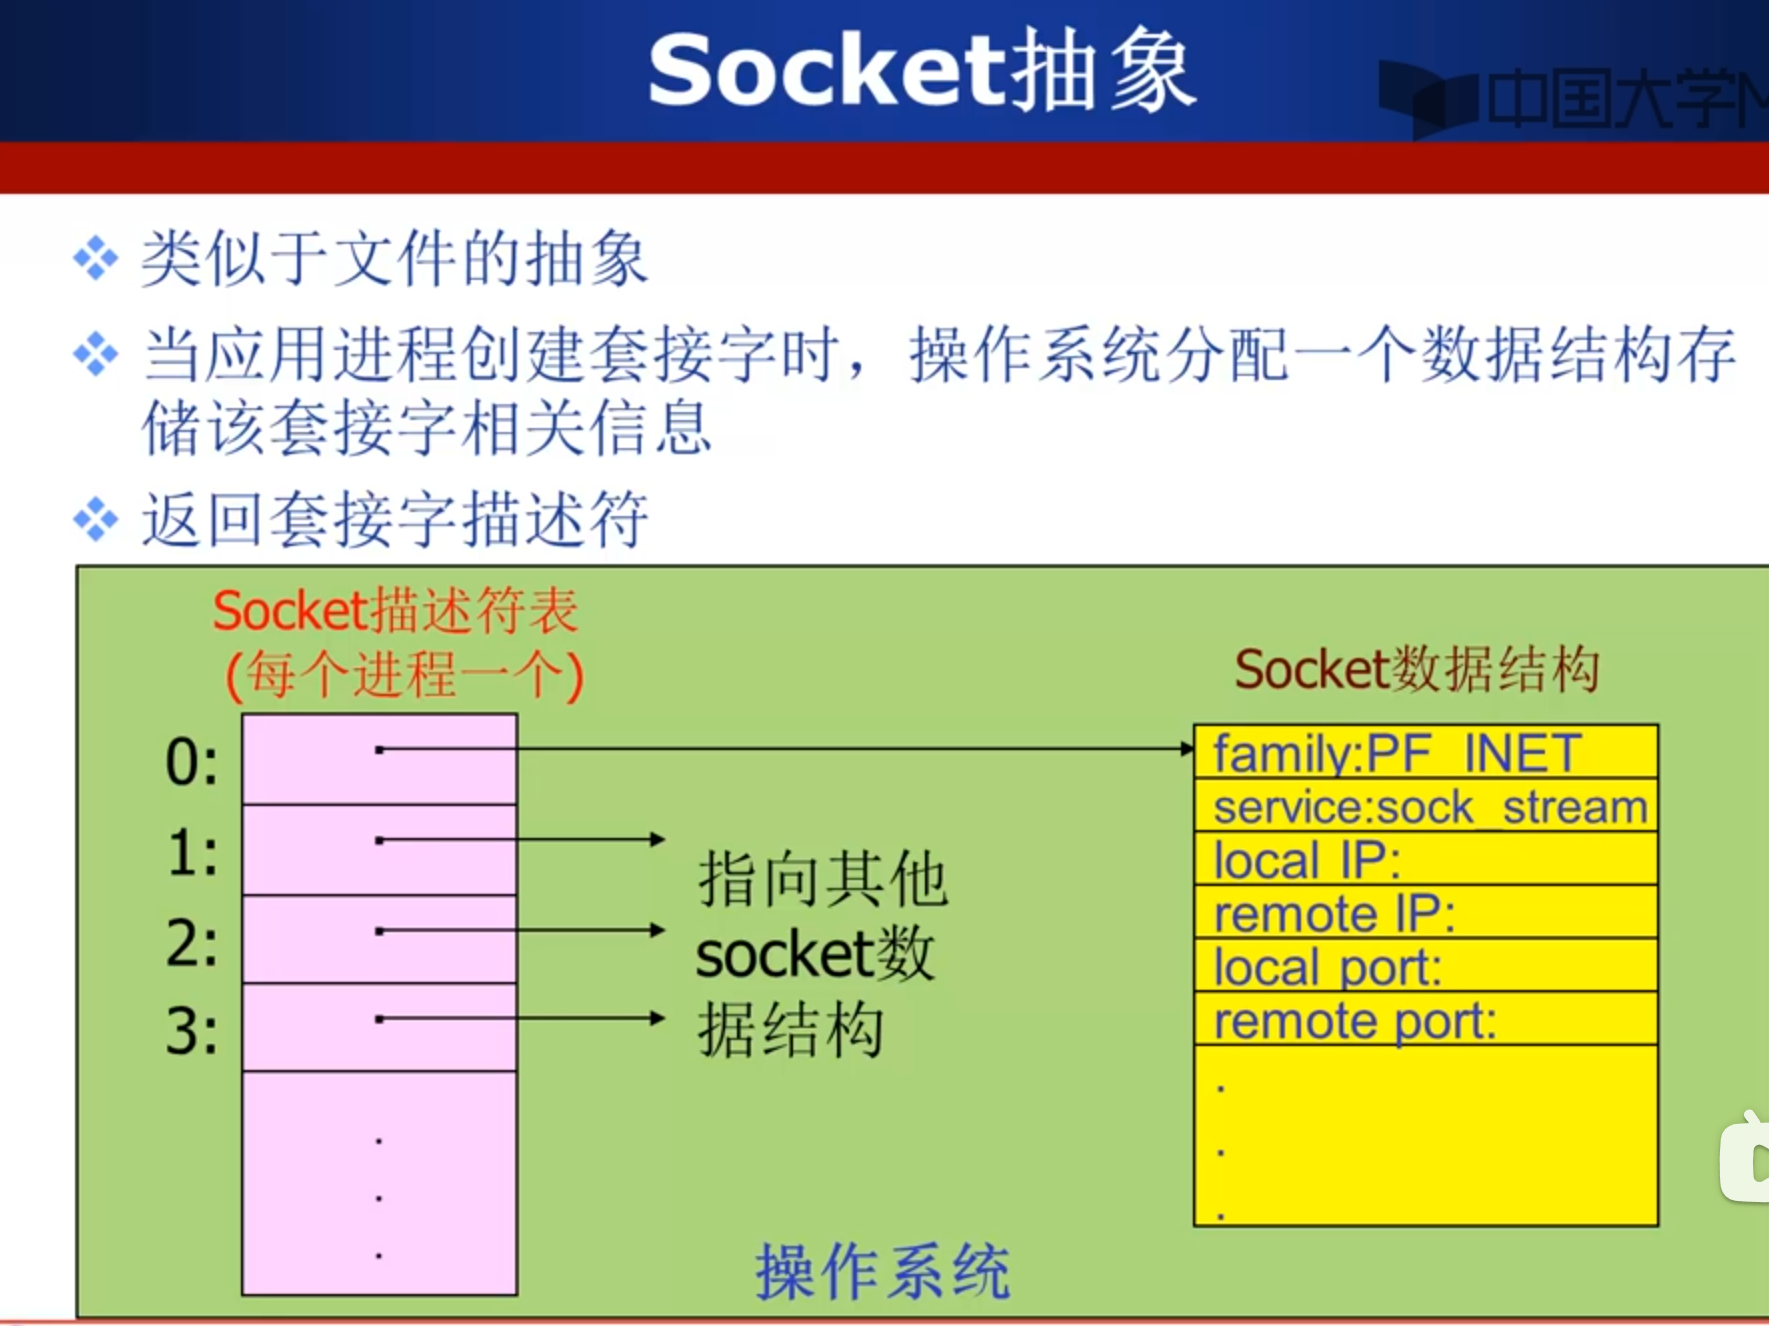 Socket抽象
中国大学M
类似于文件的抽象
当应用进程创建套接字时，操作系统分配一个数据结构存
储该套接字相关信息
返回套接字描述符
Socket描述符表
(每个进程一个)
0:
1:
2:
3:
指向其他
socket数
据结构
Socket数据结构
family:PF_INET
service:sock_stream
local IP:
remote IP:
local port:
remote port:
操作系统